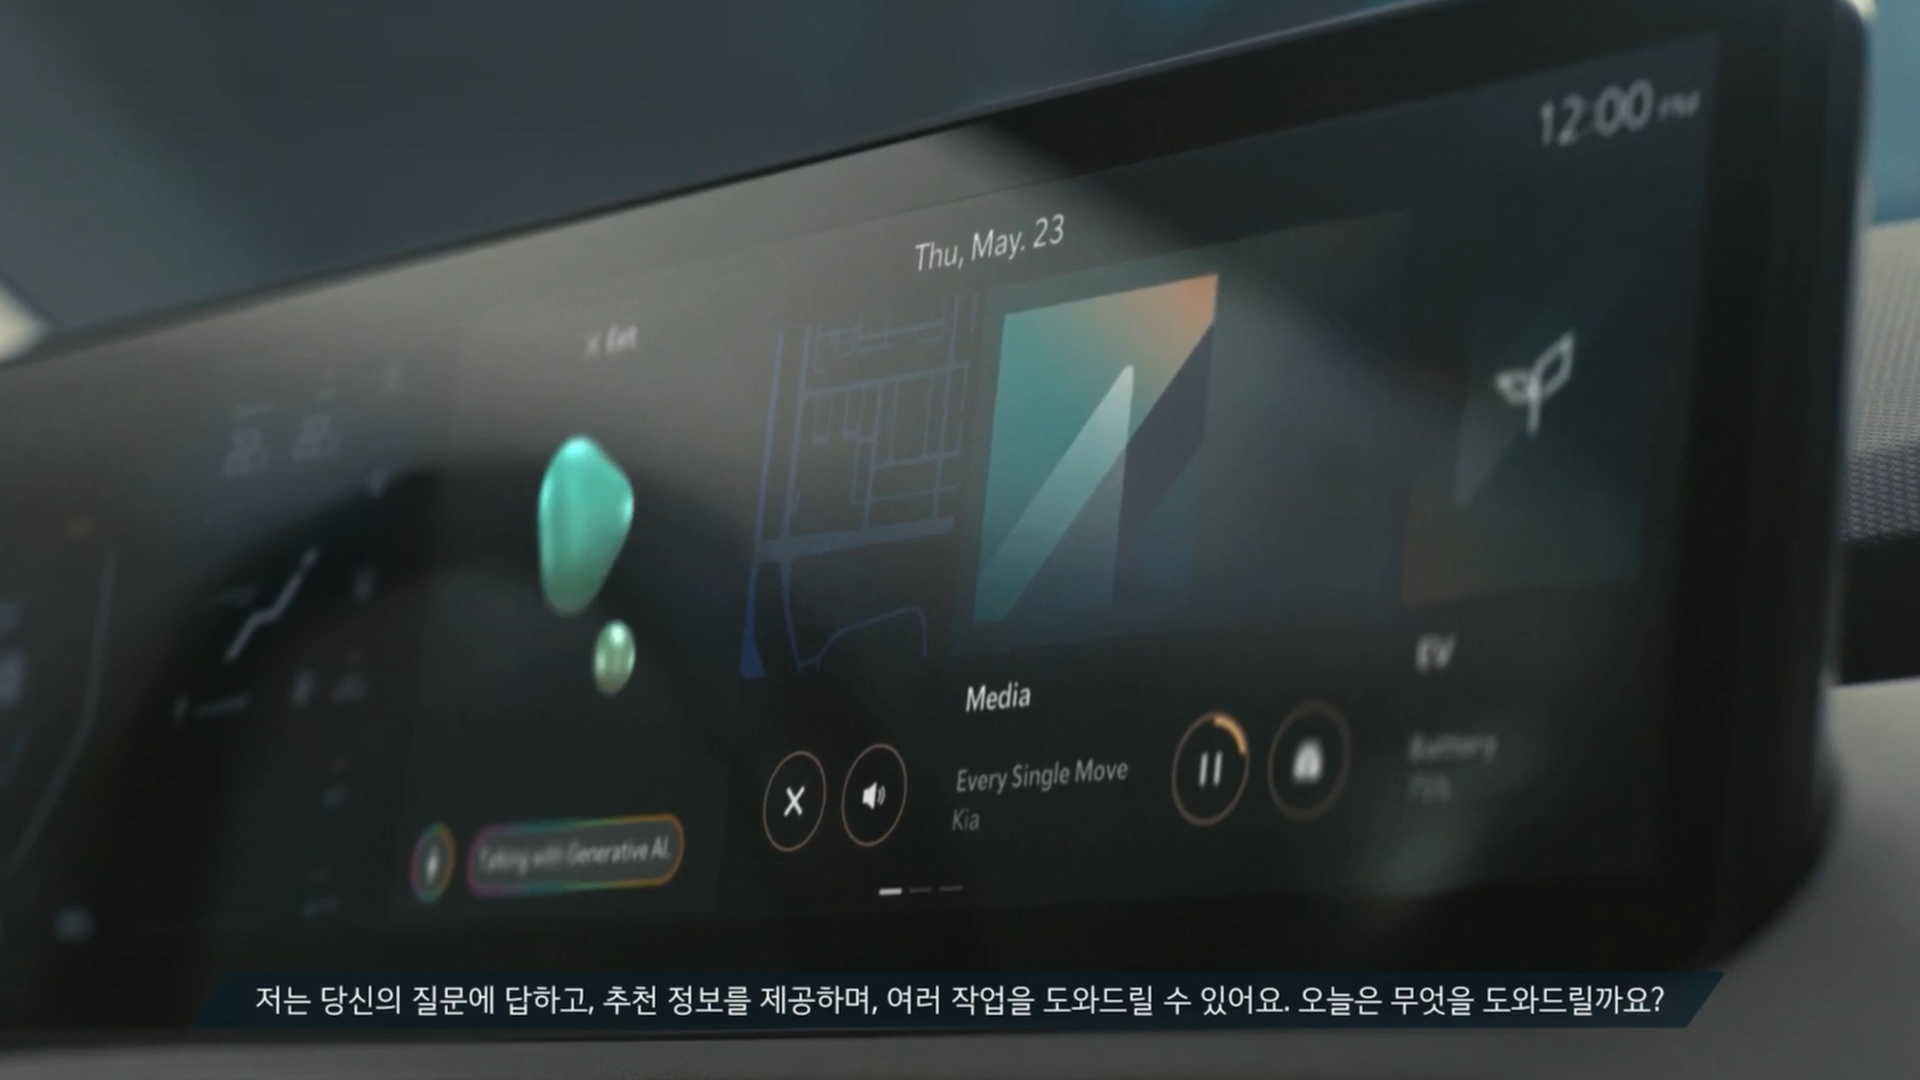 12:00 PM
Thu, May. 23
× Exit
Media
EV
Every Single Move
Kia
Battery
Talking with Generative AI.
저는 당신의 질문에 답하고, 추천 정보를 제공하며, 여러 작업을 도와드릴 수 있어요. 오늘은 무엇을 도와드릴까요?